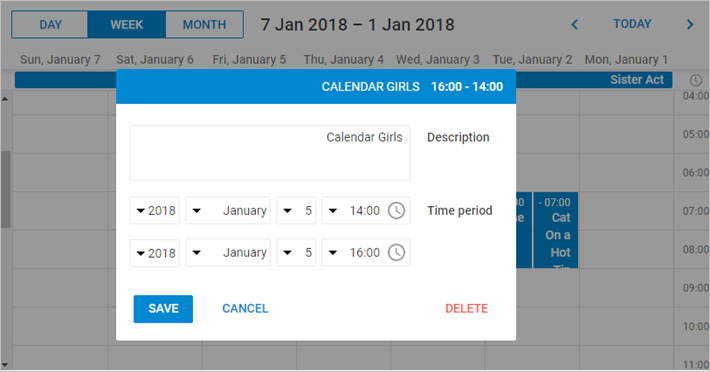 DAY WEEK MONTH 7 Jan 2018 – 1 Jan 2018 TODAY
Sun, January 7 Sat, January 6 Fri, January 5 Thu, January 4 Wed, January 3 Tue, January 2 Mon, January 1
Sister Act
CALENDAR GIRLS 16:00 - 14:00
Calendar Girls Description
2018 January 5 14:00 Time period
2018 January 5 16:00
SAVE CANCEL DELETE
- 07:00
Cat
On a
Hot
Tin
04:00
05:00
06:00
07:00
08:00
09:00
10:00
11:00